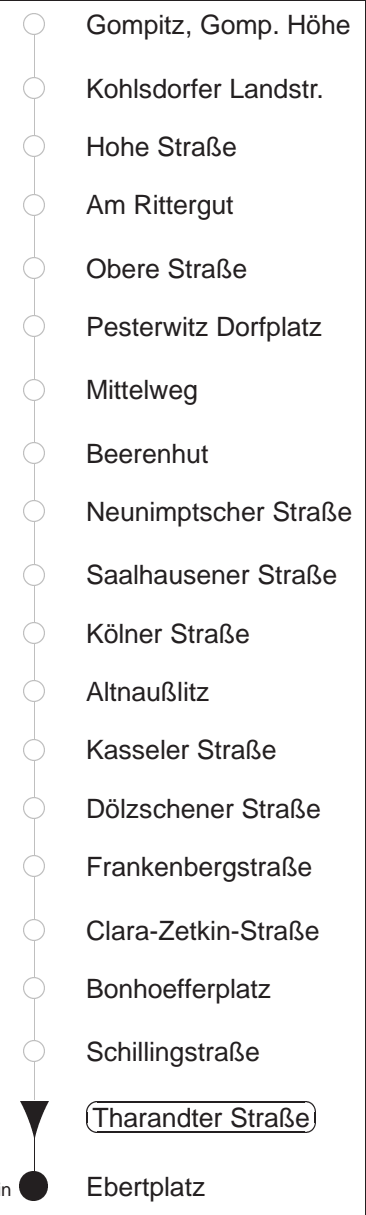 Gompitz, Gomp. Höhe
Kohlsdorfer Landstr.
Hohe Straße
Am Rittergut
Obere Straße
Pesterwitz Dorfplatz
Mittelweg
Beerenhut
Neunimptscher Straße
Saalhausener Straße
Kölner Straße
Altnaußlitz
Kasseler Straße
Dölzschener Straße
Frankenbergstraße
Clara-Zetkin-Straße
Bonhoefferplatz
Schillingstraße
Tharandter Straße
Ebertplatz